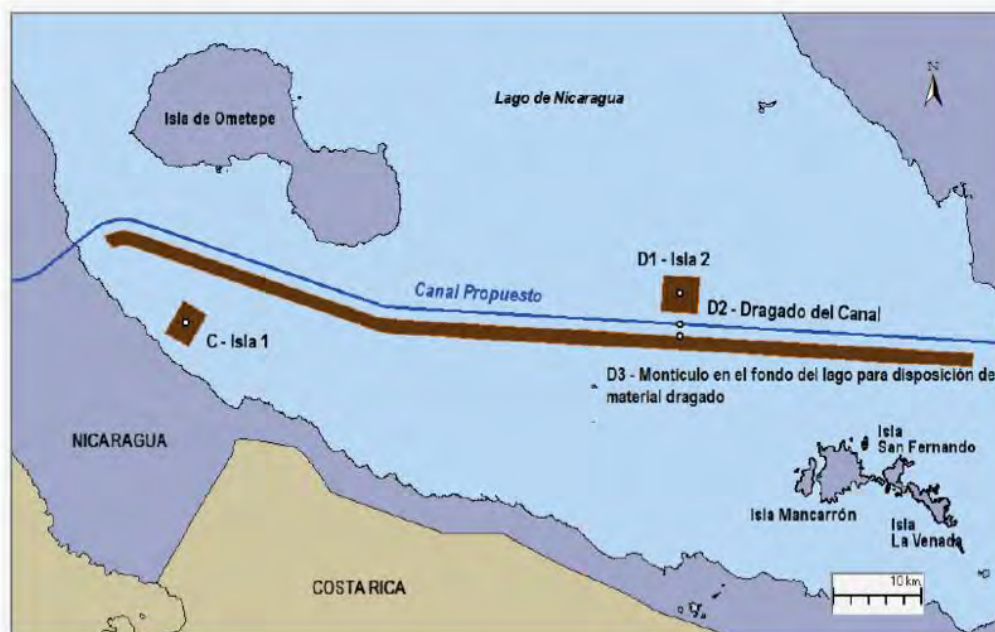 N
Lago de Nicaragua
Isla de Ometepe
D1 - Isla 2
Canal Propuesto
D2 - Dragado del Canal
C - Isla 1
D3 - Montículo en el fondo del lago para disposición de
material dragado
NICARAGUA
Isla
San Fernando
Isla Mancarrón
Isla
La Venada
COSTA RICA
10 km